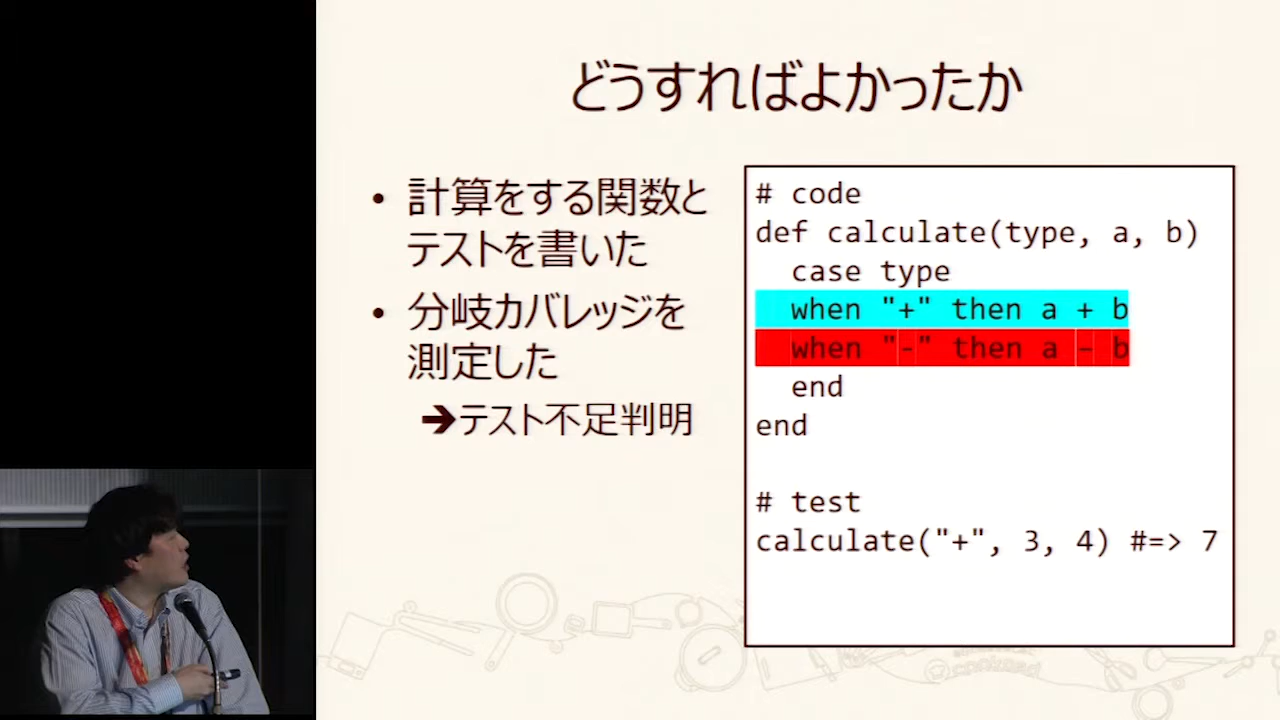 どうすればよかったか
• 計算をする関数と
テストを書いた
• 分岐カバレッジを
測定した
➔テスト不足判明
# code
def calculate(type, a, b)
  case type
  when "+" then a + b
  when "-" then a - b
  end
end
# test
calculate("+", 3, 4) #=> 7
cookpad